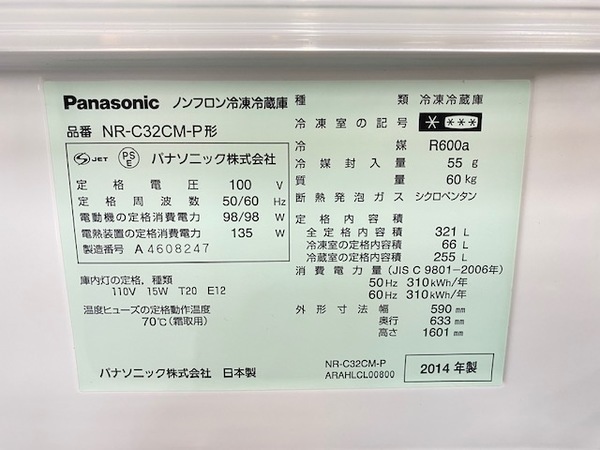 Panasonic ノンフロン冷凍冷蔵庫
品番 NR-C32CM-P形
S JET PSE パナソニック株式会社
定格電圧 100 V
定格周波数 50/60 Hz
電動機の定格消費電力 98/98 W
電熱装置の定格消費電力 135 W
製造番号 A 4608247
庫内灯の定格、種類
110V 15W T20 E12
温度ヒューズの定格動作温度
70℃(霜取用)
パナソニック株式会社 日本製
種類 冷凍冷蔵庫
冷凍室の記号 * ***
冷媒 R600a
冷媒封入量 55 g
質量 60 kg
断熱発泡ガス シクロペンタン
定格内容積
全定格内容積 321 L
冷凍室の定格内容積 66 L
冷蔵室の定格内容積 255 L
消費電力量(JIS C 9801-2006年)
50 Hz 310 kWh/年
60 Hz 310 kWh/年
外形寸法 幅 590 mm
奥行 633 mm
高さ 1601 mm
NR-C32CM-P
ARAHLCL00800
2014 年製